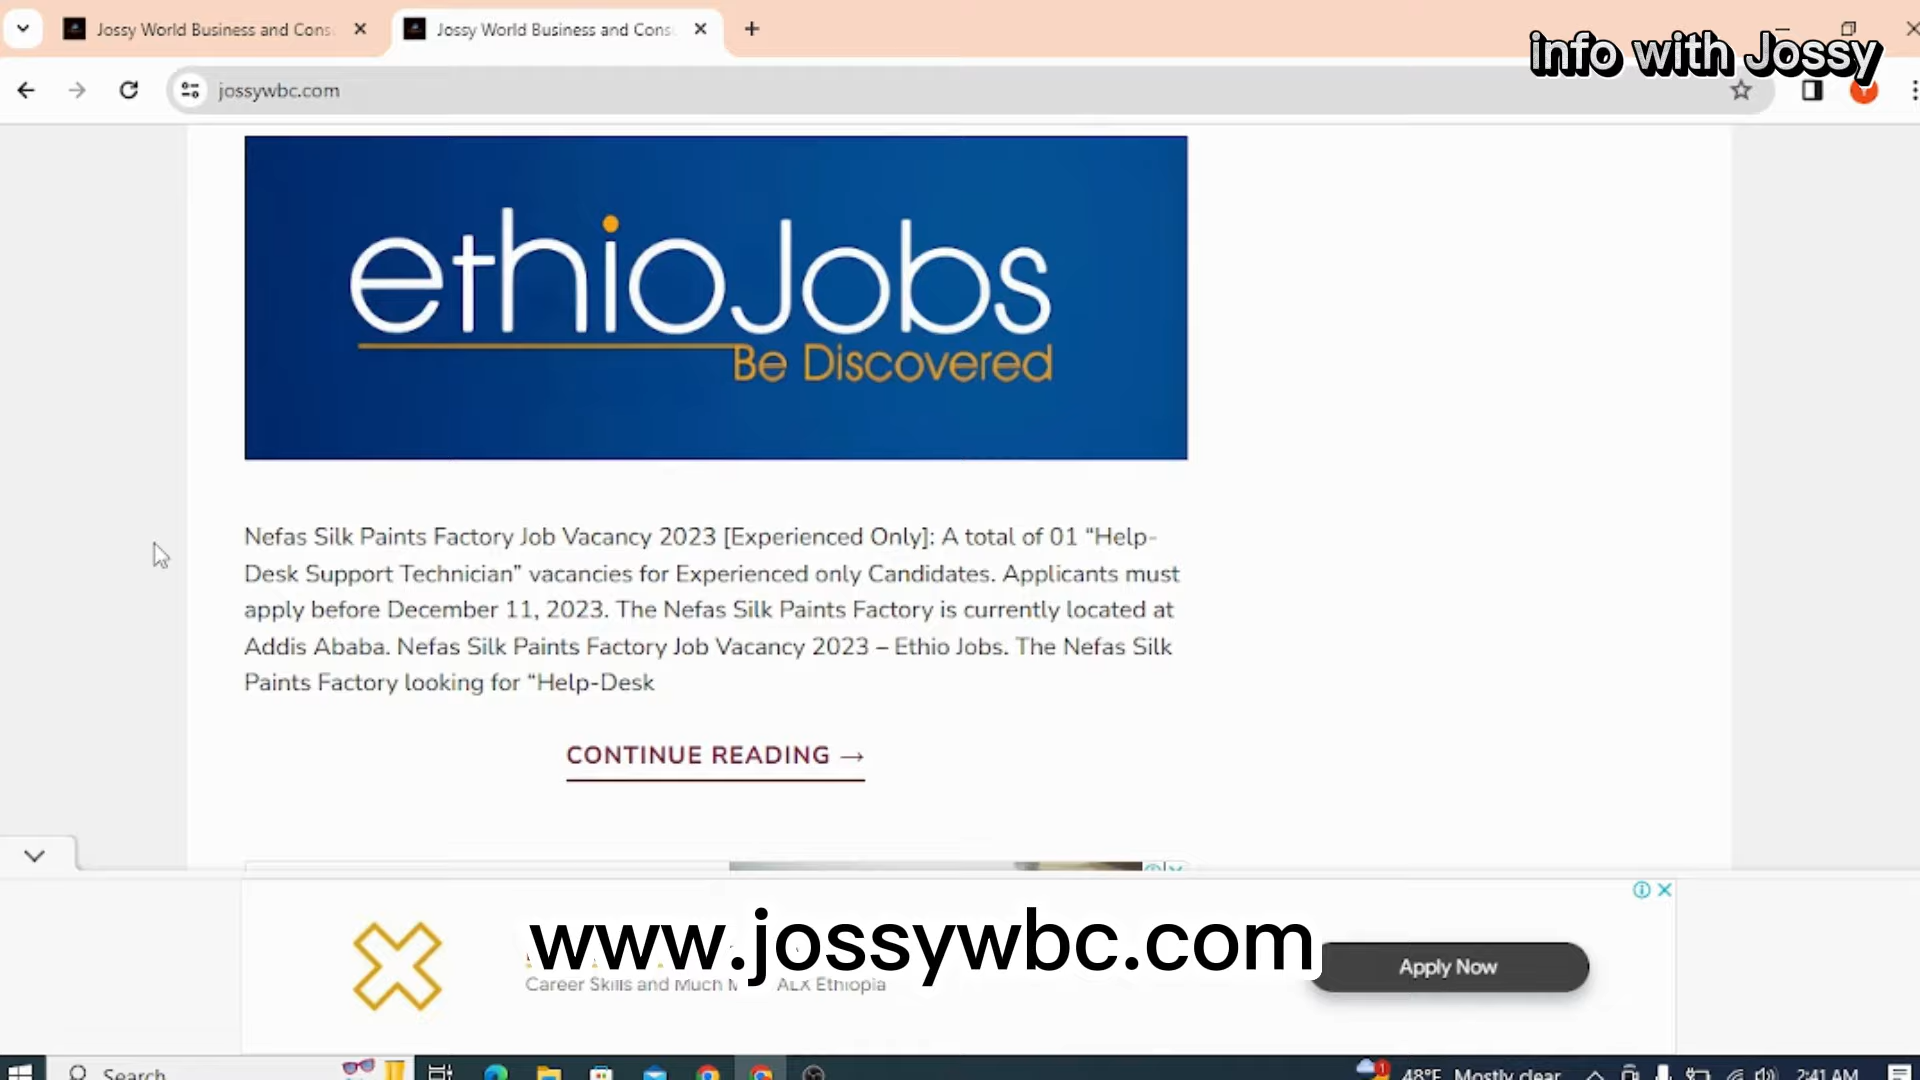 Jossy World Business and Cons
Jossy World Business and Cons
info with Jossy
jossywbc.com
ethioJobs
Be Discovered
Nefas Silk Paints Factory Job Vacancy 2023 [Experienced Only]: A total of 01 “Help-
Desk Support Technician” vacancies for Experienced only Candidates. Applicants must
apply before December 11, 2023. The Nefas Silk Paints Factory is currently located at
Addis Ababa. Nefas Silk Paints Factory Job Vacancy 2023 – Ethio Jobs. The Nefas Silk
Paints Factory looking for “Help-Desk
CONTINUE READING →
www.jossywbc.com
Career Skills and Much M
ALX Ethiopia
Apply Now
Search
48°F Mostly clear
2:41 AM